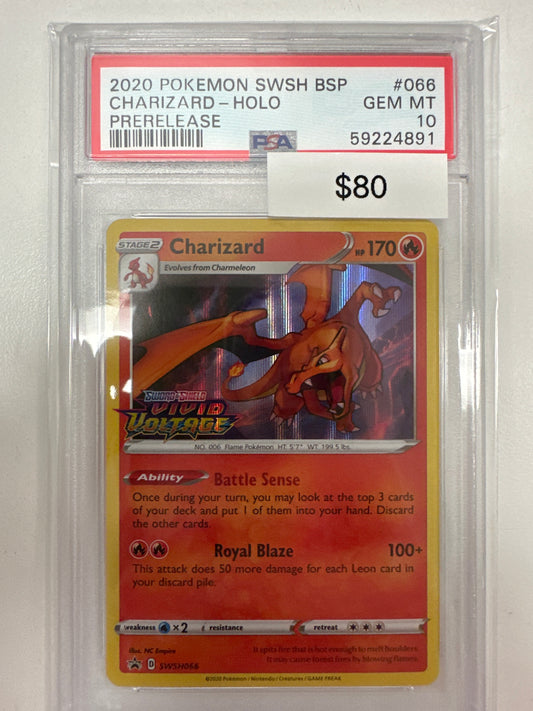 2020 POKEMON SWSH BSP #066
CHARIZARD – HOLO GEM MT
PRERELEASE 10
PSA 59224891
$80
STAGE 2 Charizard HP 170
Evolves from Charmeleon
SWORD & SHIELD
VIVID
VOLTAGE
NO. 006 Flame Pokémon HT: 5'7" WT: 199.5 lbs.
Ability Battle Sense
Once during your turn, you may look at the top 3 cards
of your deck and put 1 of them into your hand. Discard
the other cards.
Royal Blaze 100+
This attack does 50 more damage for each Leon card in
your discard pile.
weakness ×2 resistance retreat
Illus. NC Empire
It spits fire that is hot enough to melt boulders.
It may cause forest fires by blowing flames.
D SWSH066
©2020 Pokémon / Nintendo / Creatures / GAME FREAK